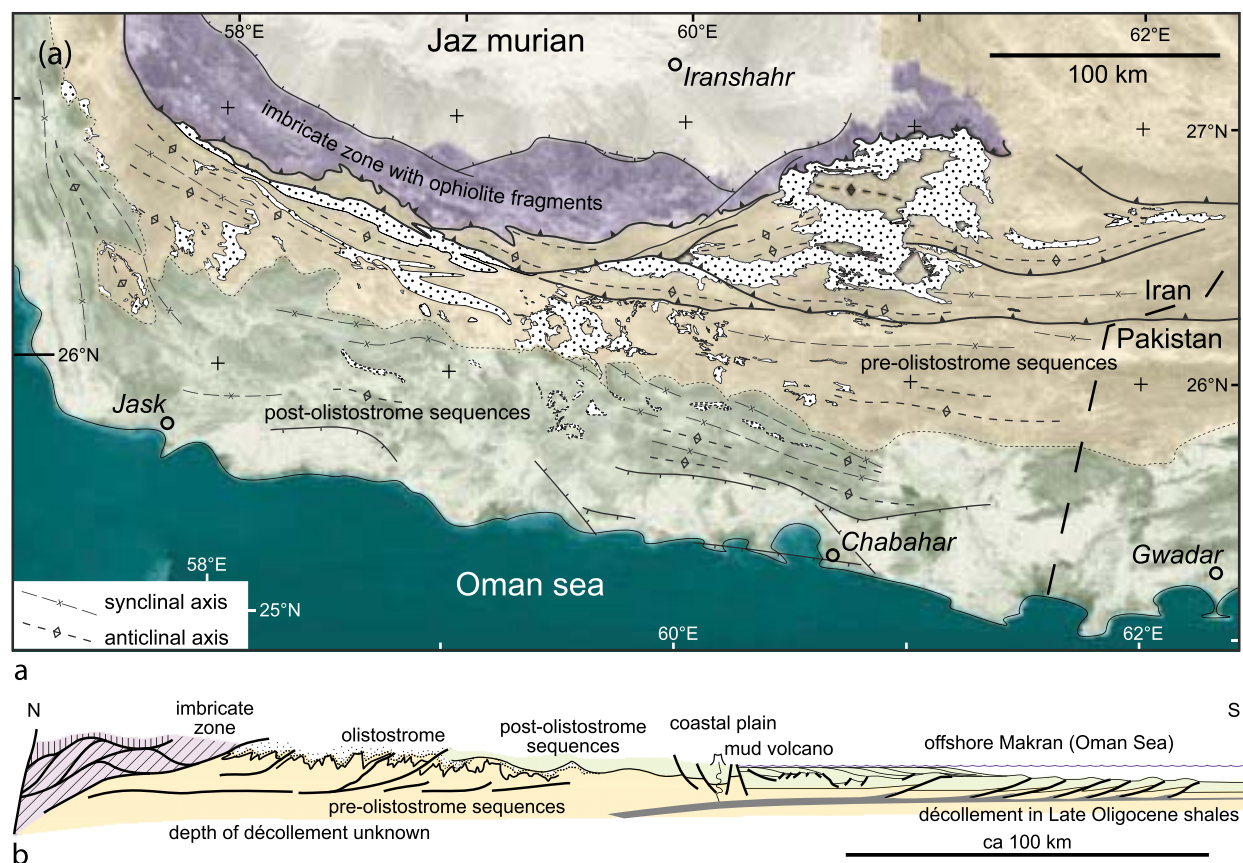 (a)
58°E
60°E
62°E
Jaz murian
Iranshahr
100 km
27°N
imbricate zone with ophiolite fragments
Iran
Pakistan
pre-olistostrome sequences
26°N
26°N
Jask
post-olistostrome sequences
Chabahar
Gwadar
Oman sea
58°E
25°N
60°E
62°E
synclinal axis
anticlinal axis
a
N
S
imbricate
zone
olistostrome
post-olistostrome
sequences
coastal plain
mud volcano
offshore Makran (Oman Sea)
pre-olistostrome sequences
depth of décollement unknown
décollement in Late Oligocene shales
ca 100 km
b